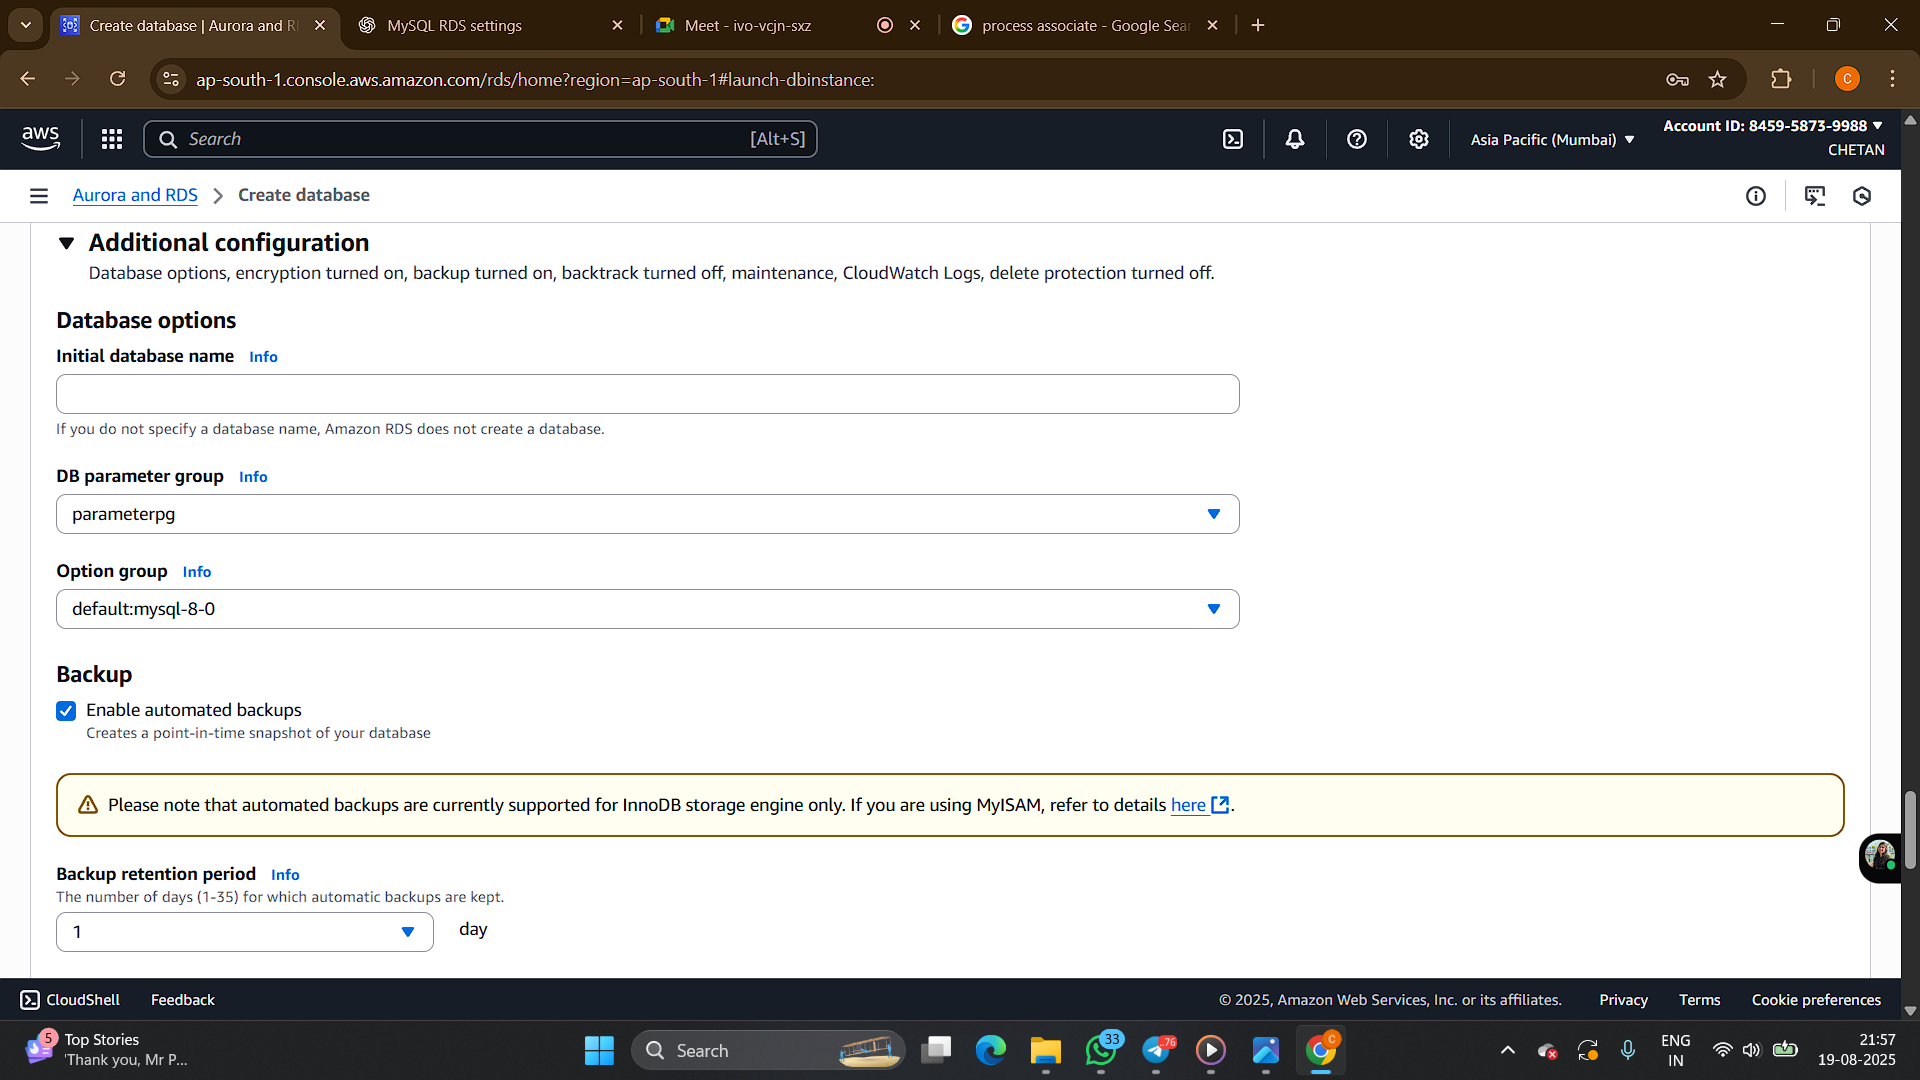 Create database | Aurora and R
MySQL RDS settings
Meet - ivo-vcjn-sxz
process associate - Google Sear
ap-south-1.console.aws.amazon.com/rds/home?region=ap-south-1#launch-dbinstance:
C
aws
Search
[Alt+S]
Asia Pacific (Mumbai)
Account ID: 8459-5873-9988
CHETAN
Aurora and RDS
Create database
Additional configuration
Database options, encryption turned on, backup turned on, backtrack turned off, maintenance, CloudWatch Logs, delete protection turned off.
Database options
Initial database name Info
If you do not specify a database name, Amazon RDS does not create a database.
DB parameter group Info
parameterpg
Option group Info
default:mysql-8-0
Backup
Enable automated backups
Creates a point-in-time snapshot of your database
Please note that automated backups are currently supported for InnoDB storage engine only. If you are using MyISAM, refer to details here.
Backup retention period Info
The number of days (1-35) for which automatic backups are kept.
1
day
CloudShell
Feedback
© 2025, Amazon Web Services, Inc. or its affiliates.
Privacy
Terms
Cookie preferences
5
Top Stories
'Thank you, Mr P...
Search
33
76
C
ENG
IN
21:57
19-08-2025